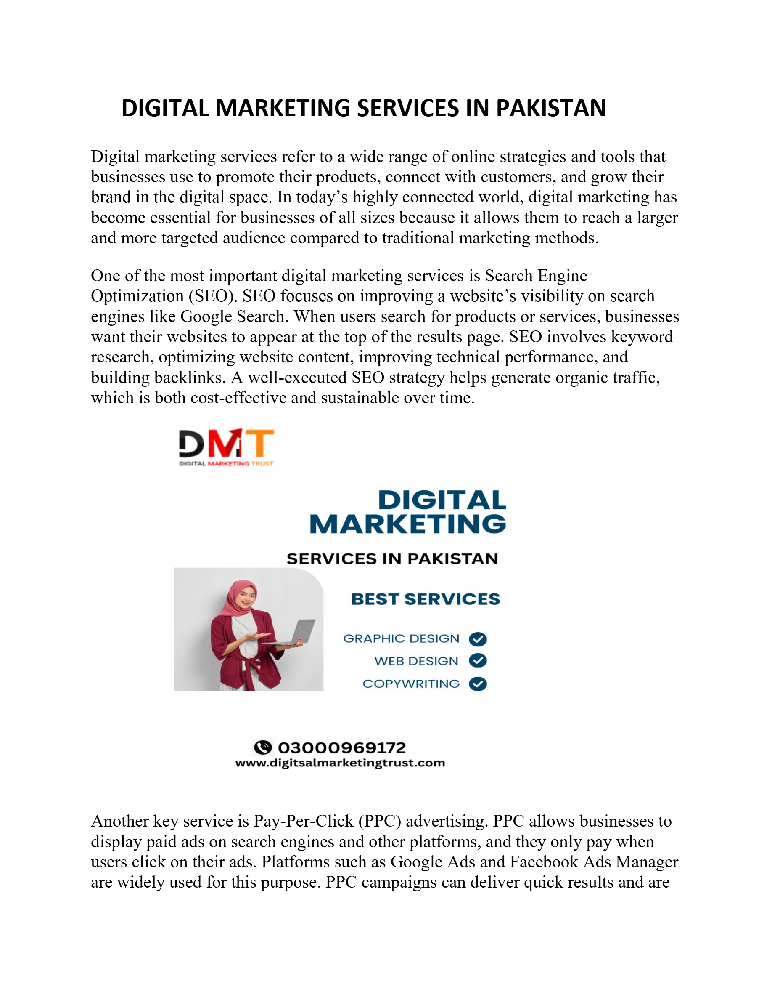 DIGITAL MARKETING SERVICES IN PAKISTAN
Digital marketing services refer to a wide range of online strategies and tools that
businesses use to promote their products, connect with customers, and grow their
brand in the digital space. In today’s highly connected world, digital marketing has
become essential for businesses of all sizes because it allows them to reach a larger
and more targeted audience compared to traditional marketing methods.
One of the most important digital marketing services is Search Engine
Optimization (SEO). SEO focuses on improving a website’s visibility on search
engines like Google Search. When users search for products or services, businesses
want their websites to appear at the top of the results page. SEO involves keyword
research, optimizing website content, improving technical performance, and
building backlinks. A well-executed SEO strategy helps generate organic traffic,
which is both cost-effective and sustainable over time.
DMT
DIGITAL MARKETING TRUST
DIGITAL
MARKETING
SERVICES IN PAKISTAN
BEST SERVICES
GRAPHIC DESIGN
WEB DESIGN
COPYWRITING
03000969172
www.digitsalmarketingtrust.com
Another key service is Pay-Per-Click (PPC) advertising. PPC allows businesses to
display paid ads on search engines and other platforms, and they only pay when
users click on their ads. Platforms such as Google Ads and Facebook Ads Manager
are widely used for this purpose. PPC campaigns can deliver quick results and are